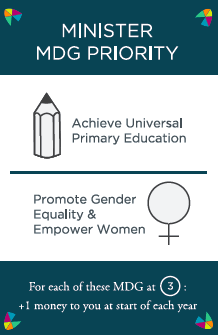 MINISTER
MDG PRIORITY
Achieve Universal
Primary Education
Promote Gender
Equality &
Empower Women
For each of these MDG at 3 :
+1 money to you at start of each year